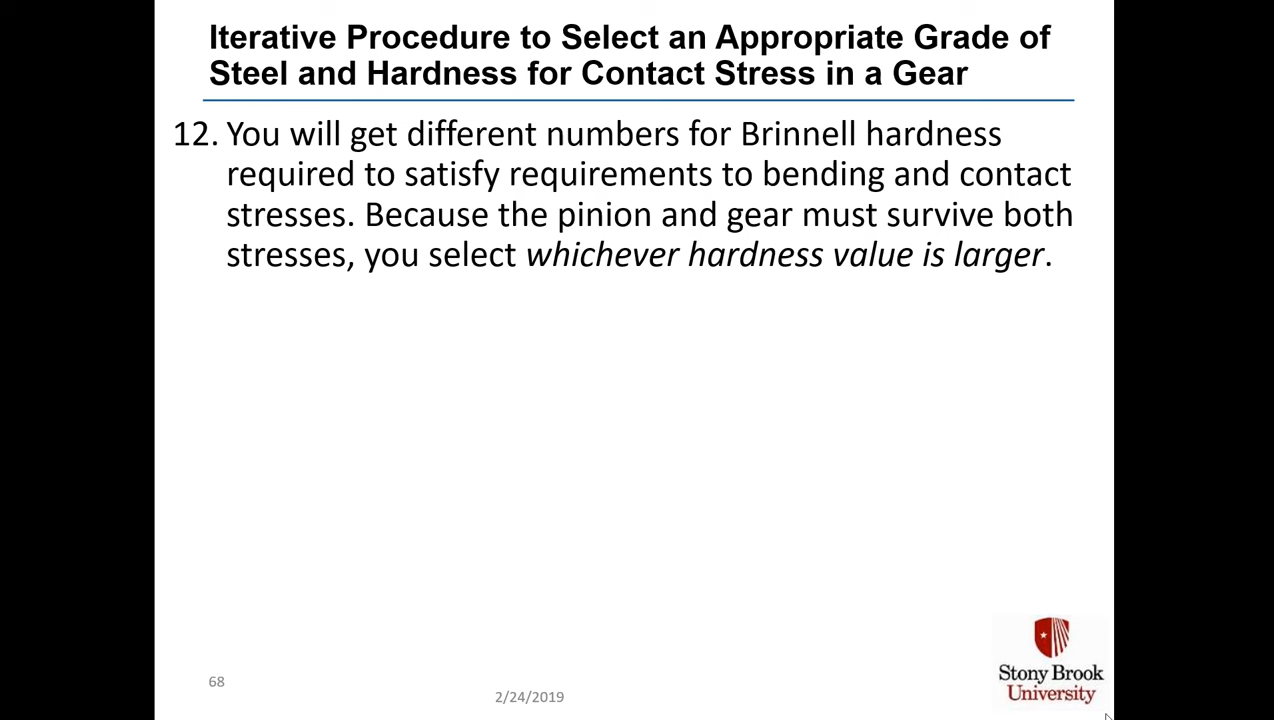 Iterative Procedure to Select an Appropriate Grade of
Steel and Hardness for Contact Stress in a Gear
12. You will get different numbers for Brinnell hardness
required to satisfy requirements to bending and contact
stresses. Because the pinion and gear must survive both
stresses, you select whichever hardness value is larger.
68
2/24/2019
Stony Brook
University